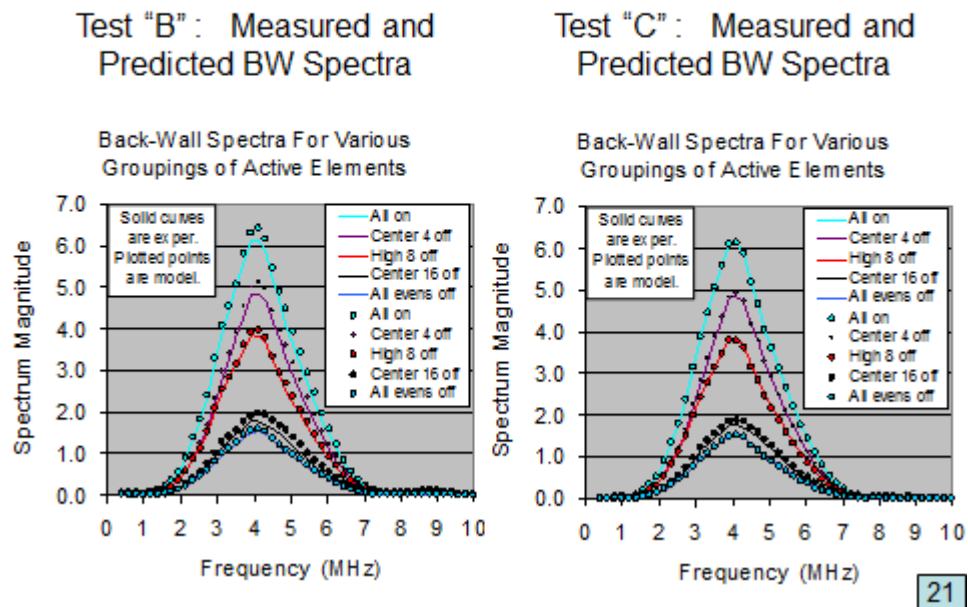 Test “B” : Measured and
Predicted BW Spectra
Back-Wall Spectra For Various
Groupings of Active Elements
Spectrum Magnitude
7.0
6.0
5.0
4.0
3.0
2.0
1.0
0.0
Solid curves
are exper.
Plotted points
are model.
All on
Center 4 off
High 8 off
Center 16 off
All evens off
All on
Center 4 off
High 8 off
Center 16 off
All evens off
0 1 2 3 4 5 6 7 8 9 10
Frequency (MHz)
Test “C” : Measured and
Predicted BW Spectra
Back-Wall Spectra For Various
Groupings of Active Elements
Spectrum Magnitude
7.0
6.0
5.0
4.0
3.0
2.0
1.0
0.0
Solid curves
are exper.
Plotted points
are model.
All on
Center 4 off
High 8 off
Center 16 off
All evens off
All on
Center 4 off
High 8 off
Center 16 off
All evens off
0 1 2 3 4 5 6 7 8 9 10
Frequency (MHz)
21